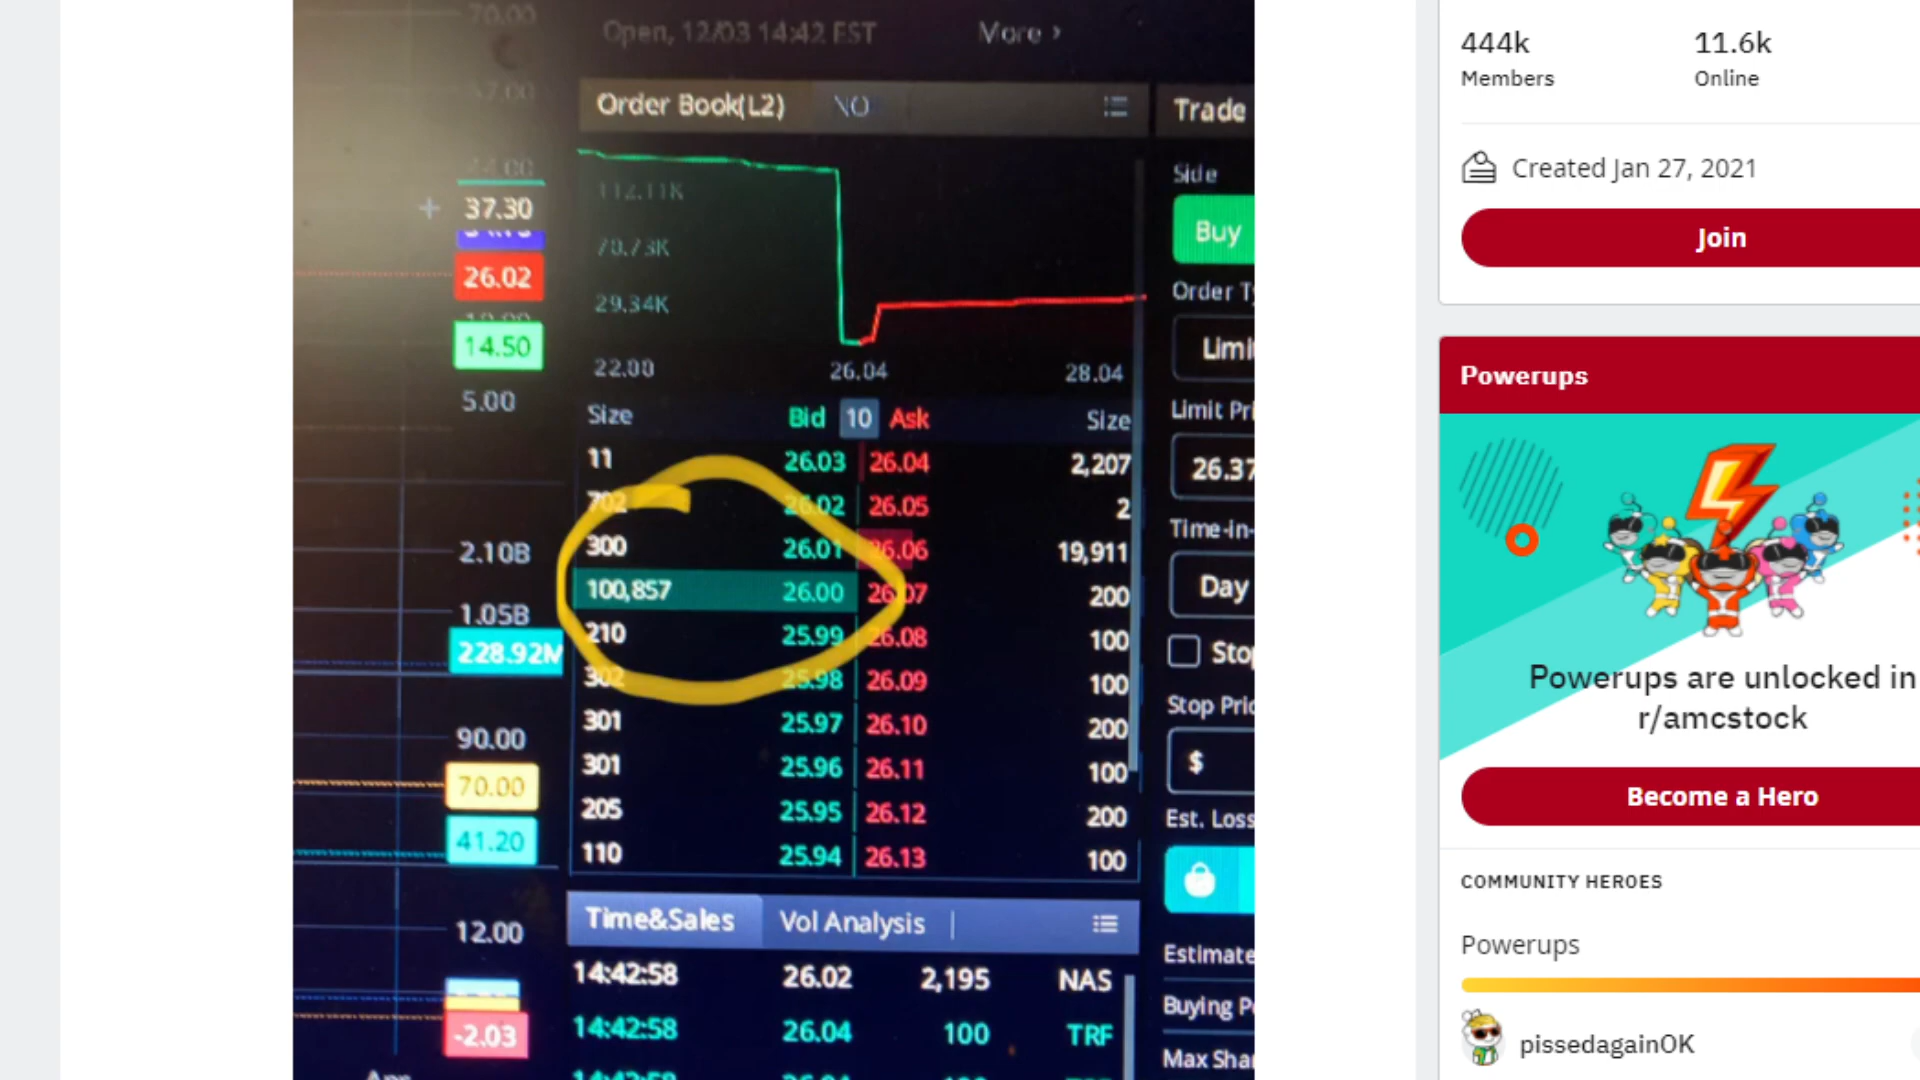 70.00
Open, 12/03 14:42 EST
More ›
Order Book(L2)
NO
Trade
37.30
26.02
14.50
5.00
2.10B
1.05B
228.92M
90.00
70.00
41.20
12.00
-2.03
112.11K
70.73K
29.34K
22.00 26.04 28.04
Size Bid 10 Ask Size
11 26.03 26.04 2,207
702 26.02 26.05 2
300 26.01 26.06 19,911
100,857 26.00 26.07 200
210 25.99 26.08 100
302 25.98 26.09 100
301 25.97 26.10 200
301 25.96 26.11 100
205 25.95 26.12 200
110 25.94 26.13 100
Time&Sales Vol Analysis
14:42:58 26.02 2,195 NAS
14:42:58 26.04 100 TRF
Side
Buy
Order T
Limi
Limit Pri
26.37
Time-in-
Day
Stop
Stop Pric
$
Est. Loss
Estimate
Buying P
Max Shar
444k 11.6k
Members Online
Created Jan 27, 2021
Join
Powerups
Powerups are unlocked in
r/amcstock
Become a Hero
COMMUNITY HEROES
Powerups
pissedagainOK